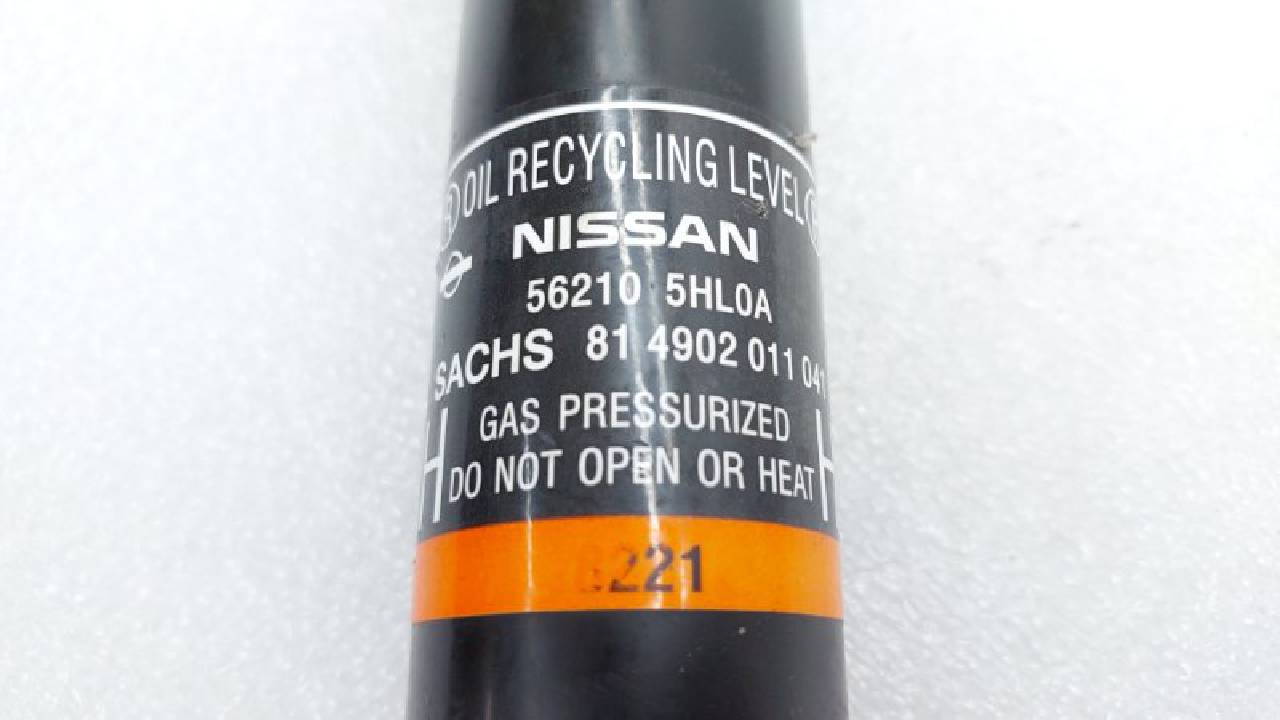 OIL RECYCLING LEVEL
NISSAN
56210 5HL0A
SACHS 81 4902 011 041
GAS PRESSURIZED
H DO NOT OPEN OR HEAT H
221